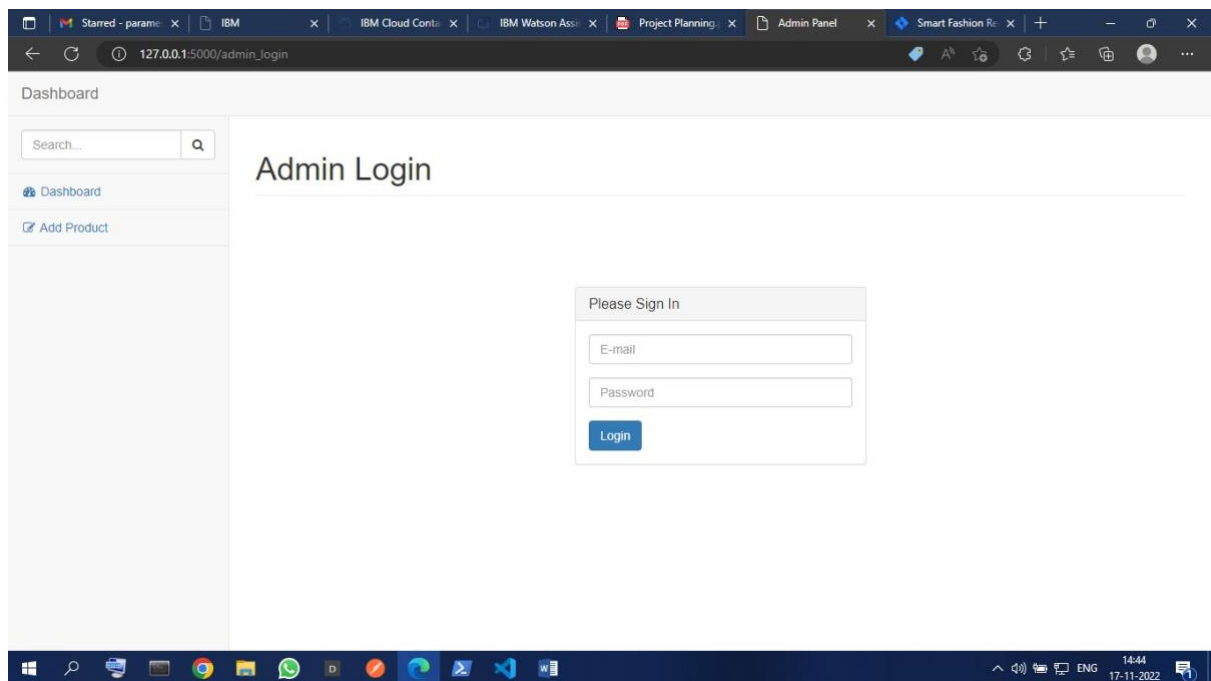 Starred - parame
IBM
IBM Cloud Conta
IBM Watson Assi
Project Planning.
Admin Panel
Smart Fashion Re
127.0.0.1:5000/admin_login
Dashboard
Search...
Admin Login
Dashboard
Add Product
Please Sign In
E-mail
Password
Login
ENG
14:44
17-11-2022